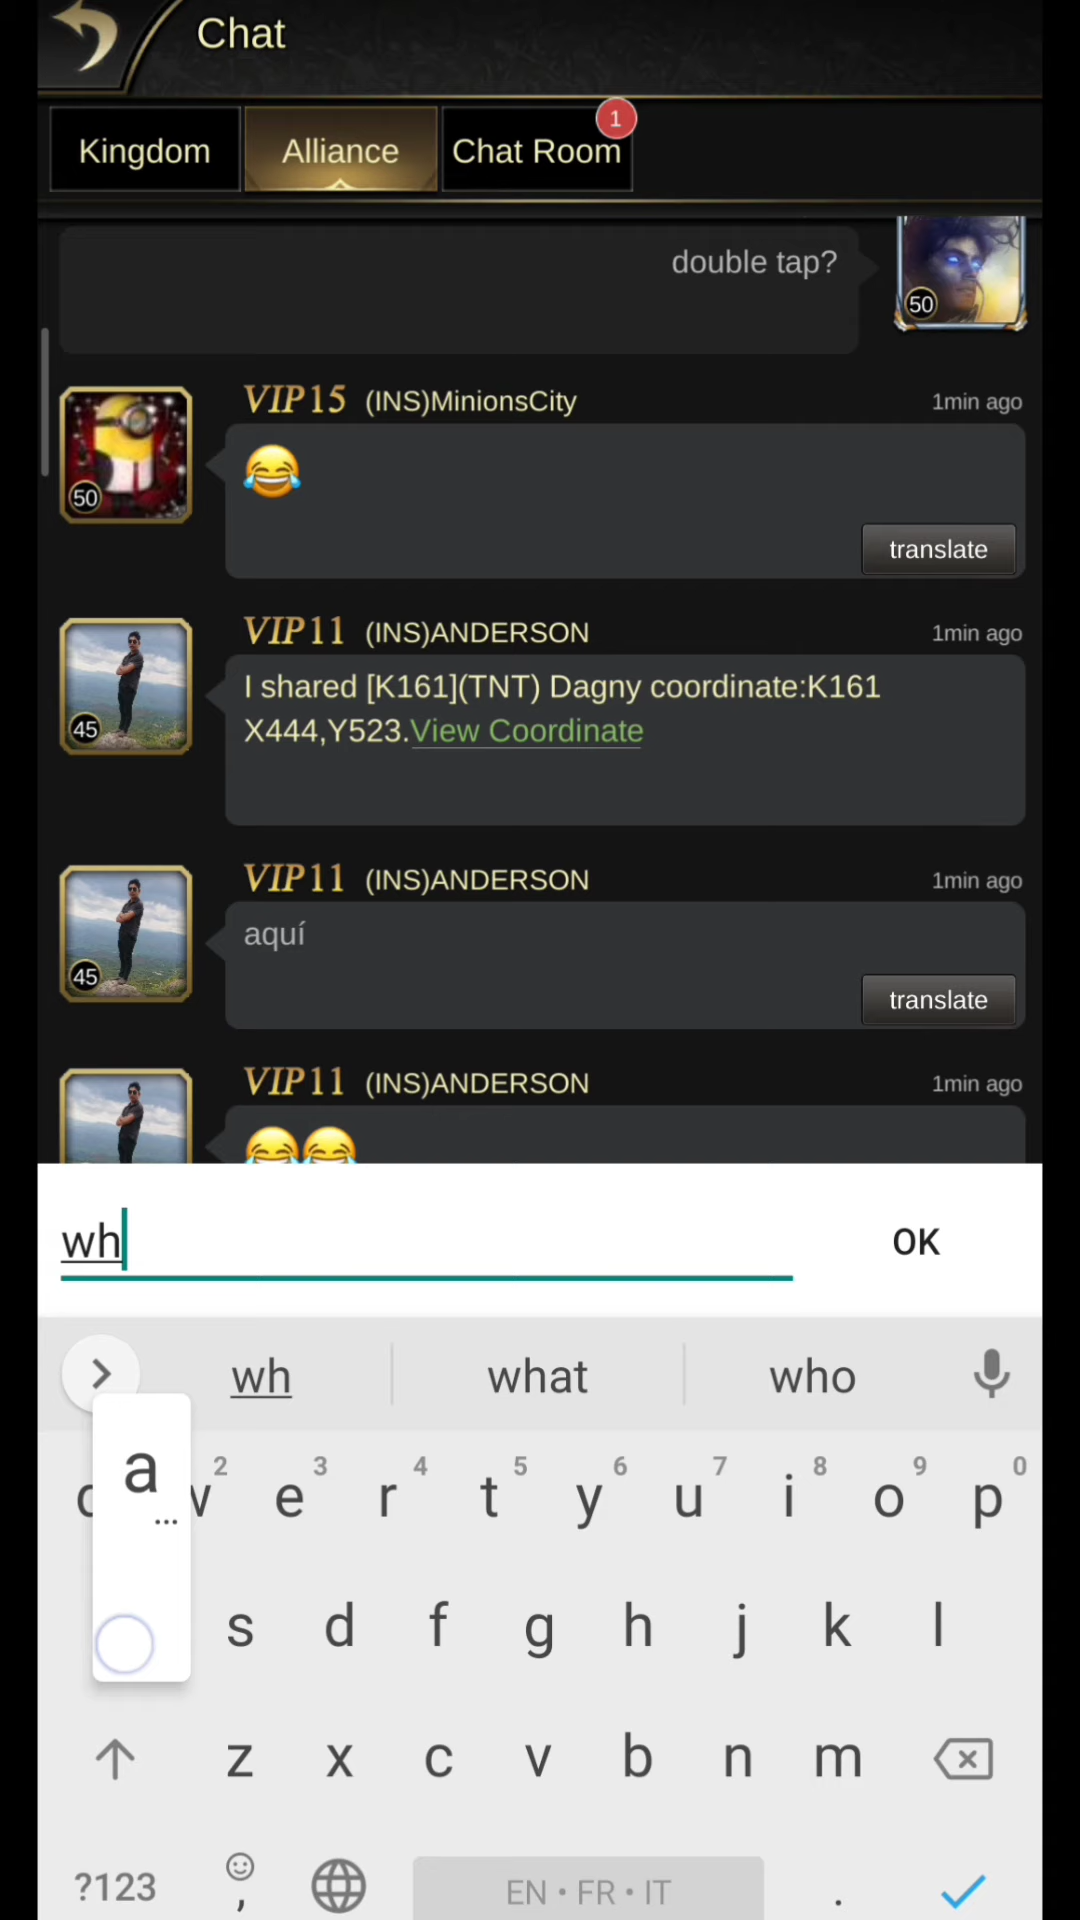 Chat
Kingdom
Alliance
Chat Room
1
double tap?
50
VIP15 (INS)MinionsCity
1min ago
😂
50
translate
VIP11 (INS)ANDERSON
1min ago
I shared [K161](TNT) Dagny coordinate:K161
X444,Y523.View Coordinate
45
VIP11 (INS)ANDERSON
1min ago
aquí
45
translate
VIP11 (INS)ANDERSON
1min ago
😂😂
wh
OK
wh
what
who
a
...
2 3 4 5 6 7 8 9 0
e r t y u i o p
s d f g h j k l
z x c v b n m
?123 , EN • FR • IT .